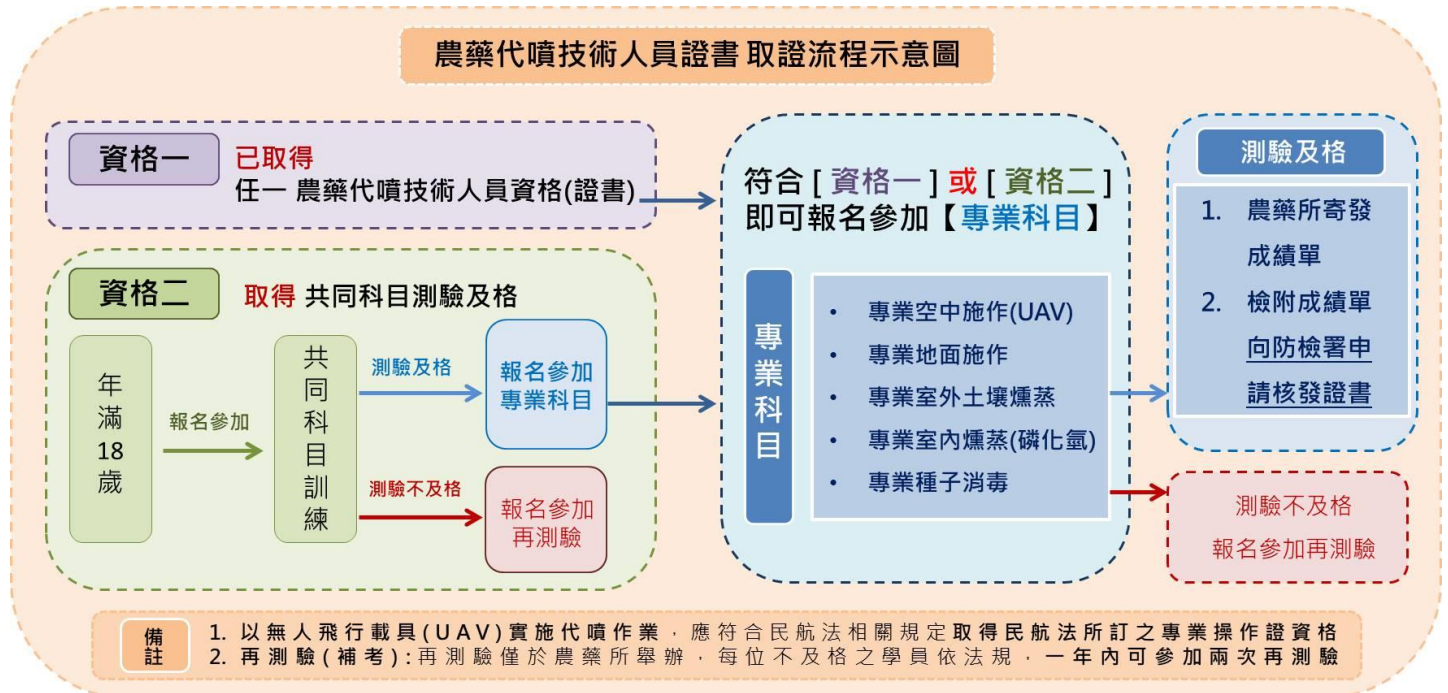 農藥代噴技術人員證書 取證流程示意圖
資格一
已取得
任一 農藥代噴技術人員資格(證書)
資格二
取得 共同科目測驗及格
年滿18歲
報名參加
共同科目訓練
測驗及格
報名參加
專業科目
測驗不及格
報名參加
再測驗
符合 [ 資格一 ] 或 [ 資格二 ]
即可報名參加【專業科目】
專業科目
• 專業空中施作(UAV)
• 專業地面施作
• 專業室外土壤燻蒸
• 專業室內燻蒸(磷化氫)
• 專業種子消毒
測驗及格
1. 農藥所寄發
成績單
2. 檢附成績單
向防檢署申
請核發證書
測驗不及格
報名參加再測驗
備註
1. 以無人飛行載具(UAV)實施代噴作業，應符合民航法相關規定取得民航法所訂之專業操作證資格
2. 再測驗(補考):再測驗僅於農藥所舉辦，每位不及格之學員依法規，一年內可參加兩次再測驗